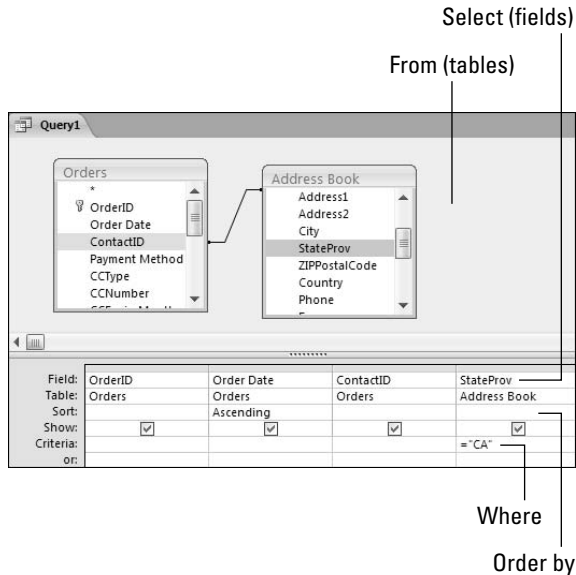 Select (fields)
From (tables)
Query1
Orders
*
OrderID
Order Date
ContactID
Payment Method
CCType
CCNumber
Address Book
Address1
Address2
City
StateProv
ZIPPostalCode
Country
Phone
Field: OrderID Order Date ContactID StateProv
Table: Orders Orders Orders Address Book
Sort: Ascending
Show:
Criteria: ="CA"
or:
Where
Order by